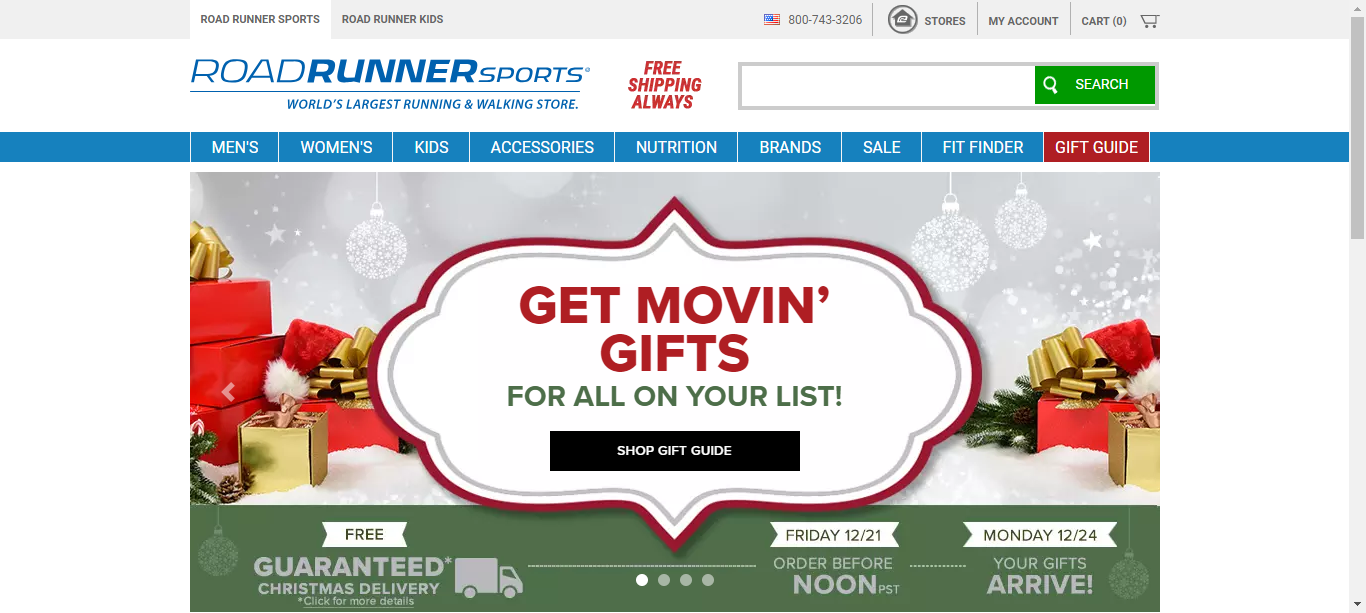 ROAD RUNNER SPORTS
ROAD RUNNER KIDS
800-743-3206
STORES
MY ACCOUNT
CART (0)
ROADRUNNERSPORTS®
WORLD'S LARGEST RUNNING & WALKING STORE.
FREE
SHIPPING
ALWAYS
SEARCH
MEN'S
WOMEN'S
KIDS
ACCESSORIES
NUTRITION
BRANDS
SALE
FIT FINDER
GIFT GUIDE
GET MOVIN’
GIFTS
FOR ALL ON YOUR LIST!
SHOP GIFT GUIDE
FREE
GUARANTEED*
CHRISTMAS DELIVERY
*Click for more details
FRIDAY 12/21
ORDER BEFORE
NOON PST
MONDAY 12/24
YOUR GIFTS
ARRIVE!